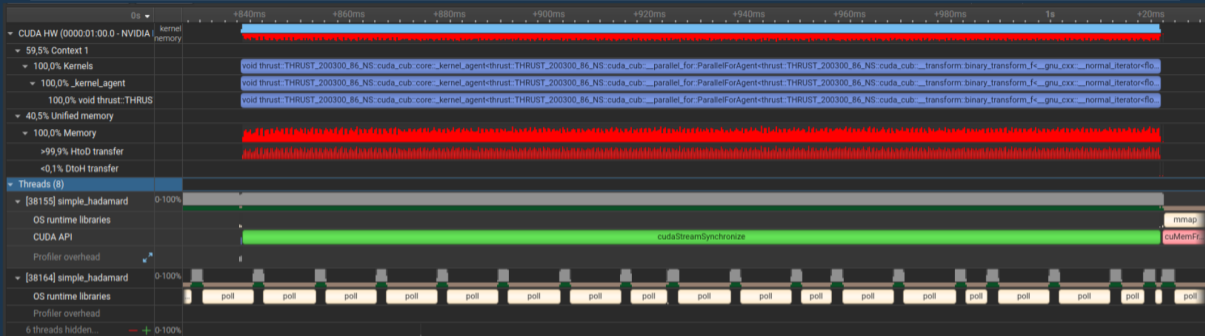 0s +840ms +860ms +880ms +900ms +920ms +940ms +960ms +980ms 1s +20ms
CUDA HW (0000:01:00.0 - NVIDIA kernel memory
59,5% Context 1
100,0% Kernels void thrust::THRUST_200300_86_NS::cuda_cub::core::_kernel_agent<thrust::THRUST_200300_86_NS::cuda_cub::__parallel_for::ParallelForAgent<thrust::THRUST_200300_86_NS::cuda_cub::__transform::binary_transform_f<__gnu_cxx::__normal_iterator<flo...
100,0% _kernel_agent void thrust::THRUST_200300_86_NS::cuda_cub::core::_kernel_agent<thrust::THRUST_200300_86_NS::cuda_cub::__parallel_for::ParallelForAgent<thrust::THRUST_200300_86_NS::cuda_cub::__transform::binary_transform_f<__gnu_cxx::__normal_iterator<flo...
100,0% void thrust::THRUS void thrust::THRUST_200300_86_NS::cuda_cub::core::_kernel_agent<thrust::THRUST_200300_86_NS::cuda_cub::__parallel_for::ParallelForAgent<thrust::THRUST_200300_86_NS::cuda_cub::__transform::binary_transform_f<__gnu_cxx::__normal_iterator<flo...
40,5% Unified memory
100,0% Memory
>99,9% HtoD transfer
<0,1% DtoH transfer
Threads (8)
[38155] simple_hadamard 0-100%
OS runtime libraries mmap
CUDA API cudaStreamSynchronize cuMemFr...
Profiler overhead
[38164] simple_hadamard 0-100%
OS runtime libraries poll poll poll poll poll poll poll poll poll poll poll poll poll poll poll poll poll
Profiler overhead
6 threads hidden... 0-100%